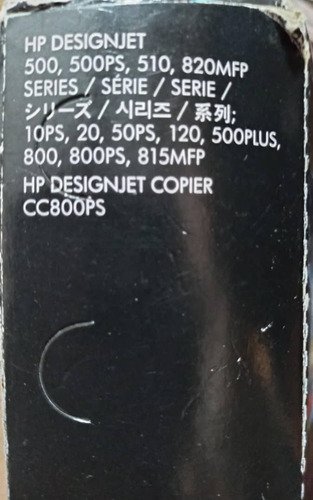 HP DESIGNJET
500, 500PS, 510, 820MFP
SERIES / SÉRIE / SERIE /
シリーズ / 시리즈 / 系列;
10PS, 20, 50PS, 120, 500PLUS,
800, 800PS, 815MFP
HP DESIGNJET COPIER
CC800PS